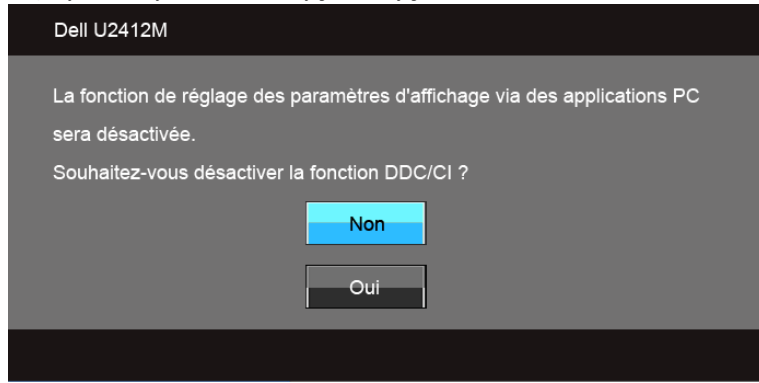 Dell U2412M
La fonction de réglage des paramètres d'affichage via des applications PC
sera désactivée.
Souhaitez-vous désactiver la fonction DDC/CI ?
Non
Oui